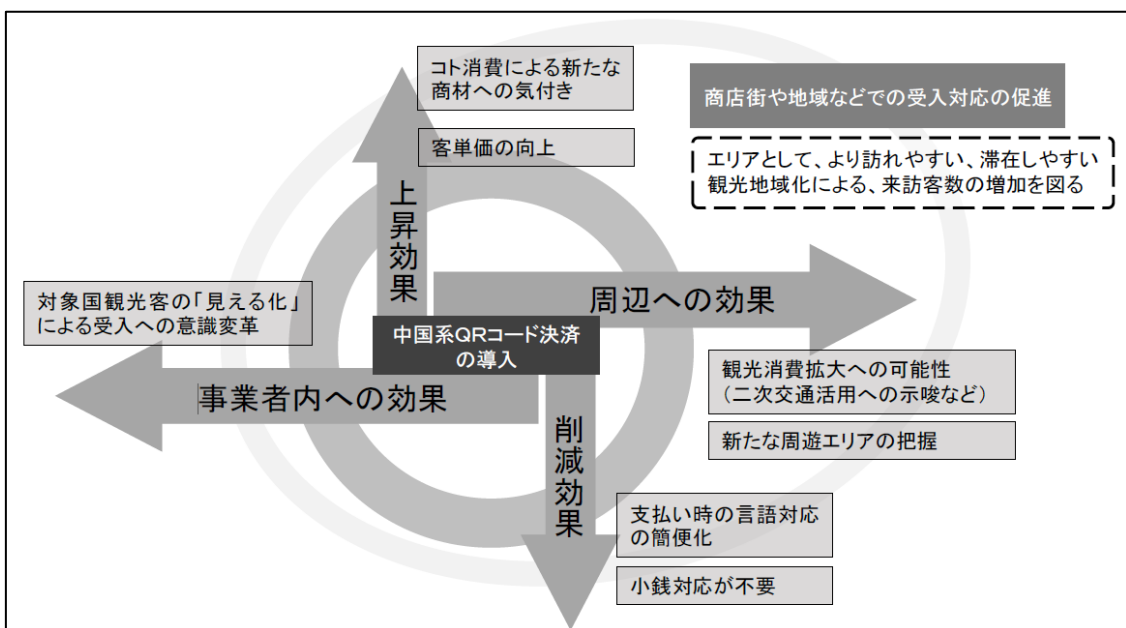 コト消費による新たな
商材への気付き
商店街や地域などでの受入対応の促進
客単価の向上
エリアとして、より訪れやすい、滞在しやすい
観光地域化による、来訪客数の増加を図る
上昇効果
対象国観光客の「見える化」
による受入への意識変革
周辺への効果
中国系QRコード決済
の導入
事業者内への効果
観光消費拡大への可能性
（二次交通活用への示唆など）
新たな周遊エリアの把握
削減効果
支払い時の言語対応
の簡便化
小銭対応が不要